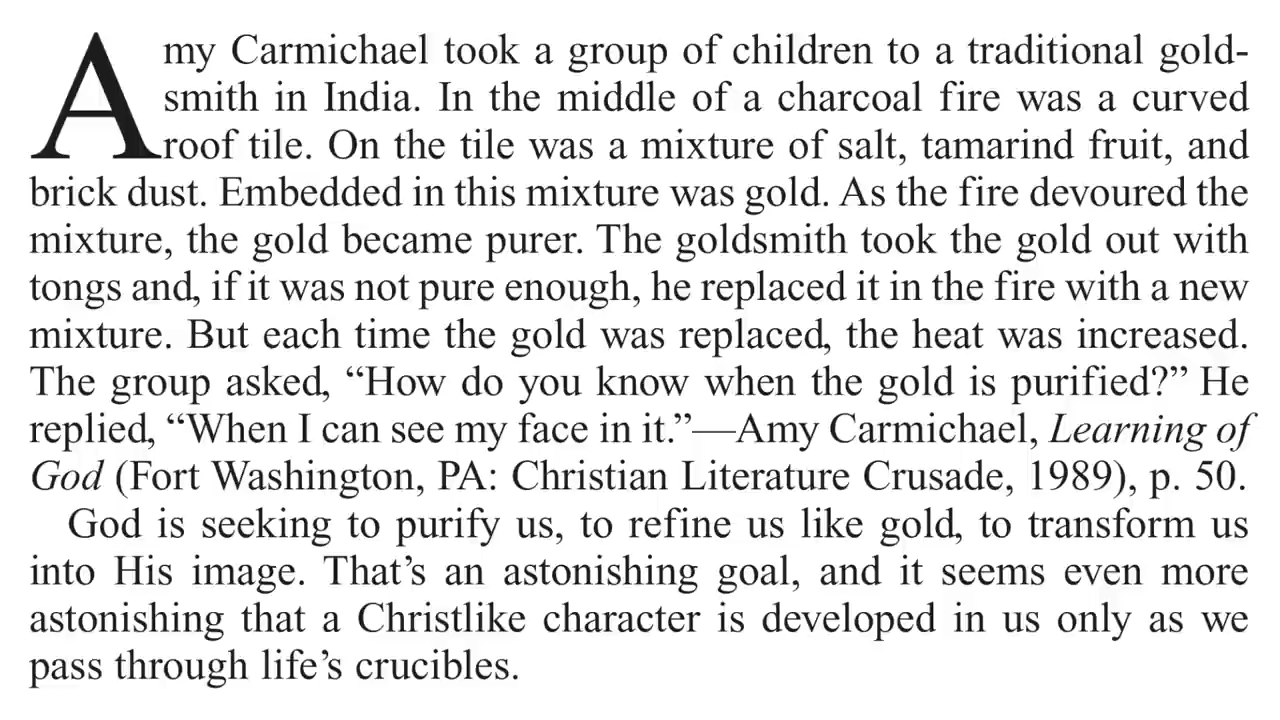 Amy Carmichael took a group of children to a traditional gold-
smith in India. In the middle of a charcoal fire was a curved
roof tile. On the tile was a mixture of salt, tamarind fruit, and
brick dust. Embedded in this mixture was gold. As the fire devoured the
mixture, the gold became purer. The goldsmith took the gold out with
tongs and, if it was not pure enough, he replaced it in the fire with a new
mixture. But each time the gold was replaced, the heat was increased.
The group asked, “How do you know when the gold is purified?” He
replied, “When I can see my face in it.”—Amy Carmichael, Learning of
God (Fort Washington, PA: Christian Literature Crusade, 1989), p. 50.
God is seeking to purify us, to refine us like gold, to transform us
into His image. That’s an astonishing goal, and it seems even more
astonishing that a Christlike character is developed in us only as we
pass through life’s crucibles.